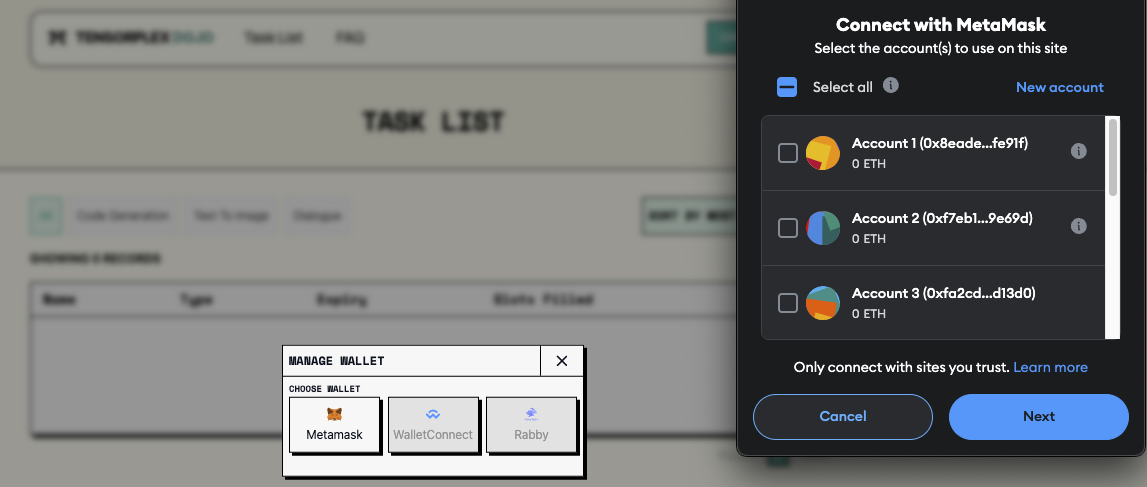 TENSORPLEX DOJO
Task List
FAQ
TASK LIST
All
Code Generation
Text To Image
Dialogue
SORT BY MOST
SHOWING 0 RECORDS
Name
Type
Expiry
Slots Filled
MANAGE WALLET
CHOOSE WALLET
Metamask
WalletConnect
Rabby
Connect with MetaMask
Select the account(s) to use on this site
Select all
New account
Account 1 (0x8eade...fe91f)
0 ETH
Account 2 (0xf7eb1...9e69d)
0 ETH
Account 3 (0xfa2cd...d13d0)
0 ETH
Only connect with sites you trust. Learn more
Cancel
Next